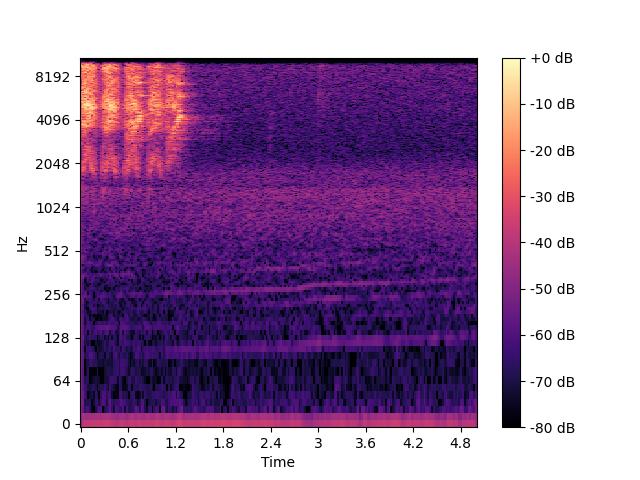 8192
4096
2048
1024
512
256
128
64
0
Hz
0 0.6 1.2 1.8 2.4 3 3.6 4.2 4.8
Time
+0 dB
-10 dB
-20 dB
-30 dB
-40 dB
-50 dB
-60 dB
-70 dB
-80 dB